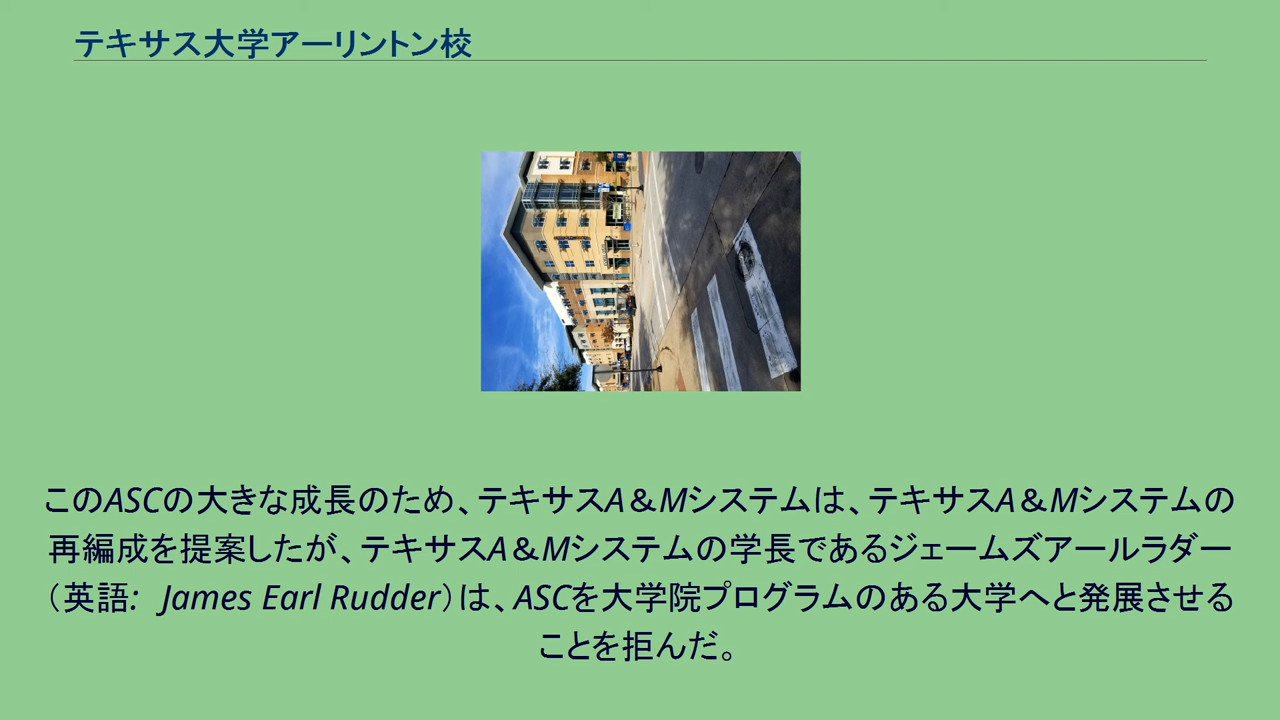 テキサス大学アーリントン校
このASCの大きな成長のため、テキサスA＆Mシステムは、テキサスA＆Mシステムの
再編成を提案したが、テキサスA＆Mシステムの学長であるジェームズアールラダー
（英語:  James Earl Rudder）は、ASCを大学院プログラムのある大学へと発展させる
ことを拒んだ。